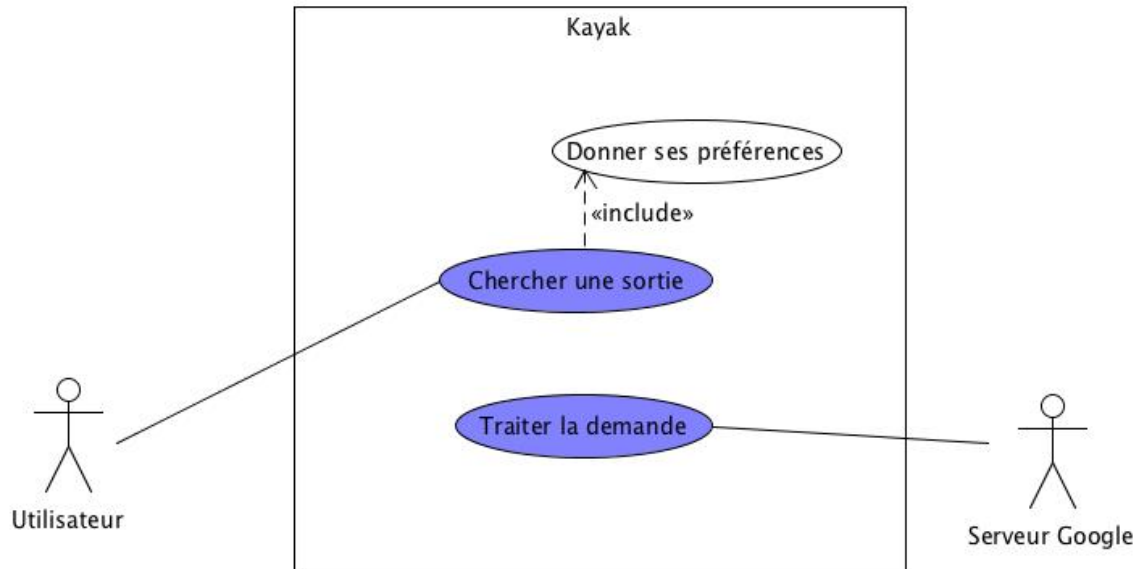 Kayak
Donner ses préférences
«include»
Chercher une sortie
Traiter la demande
Utilisateur
Serveur Google